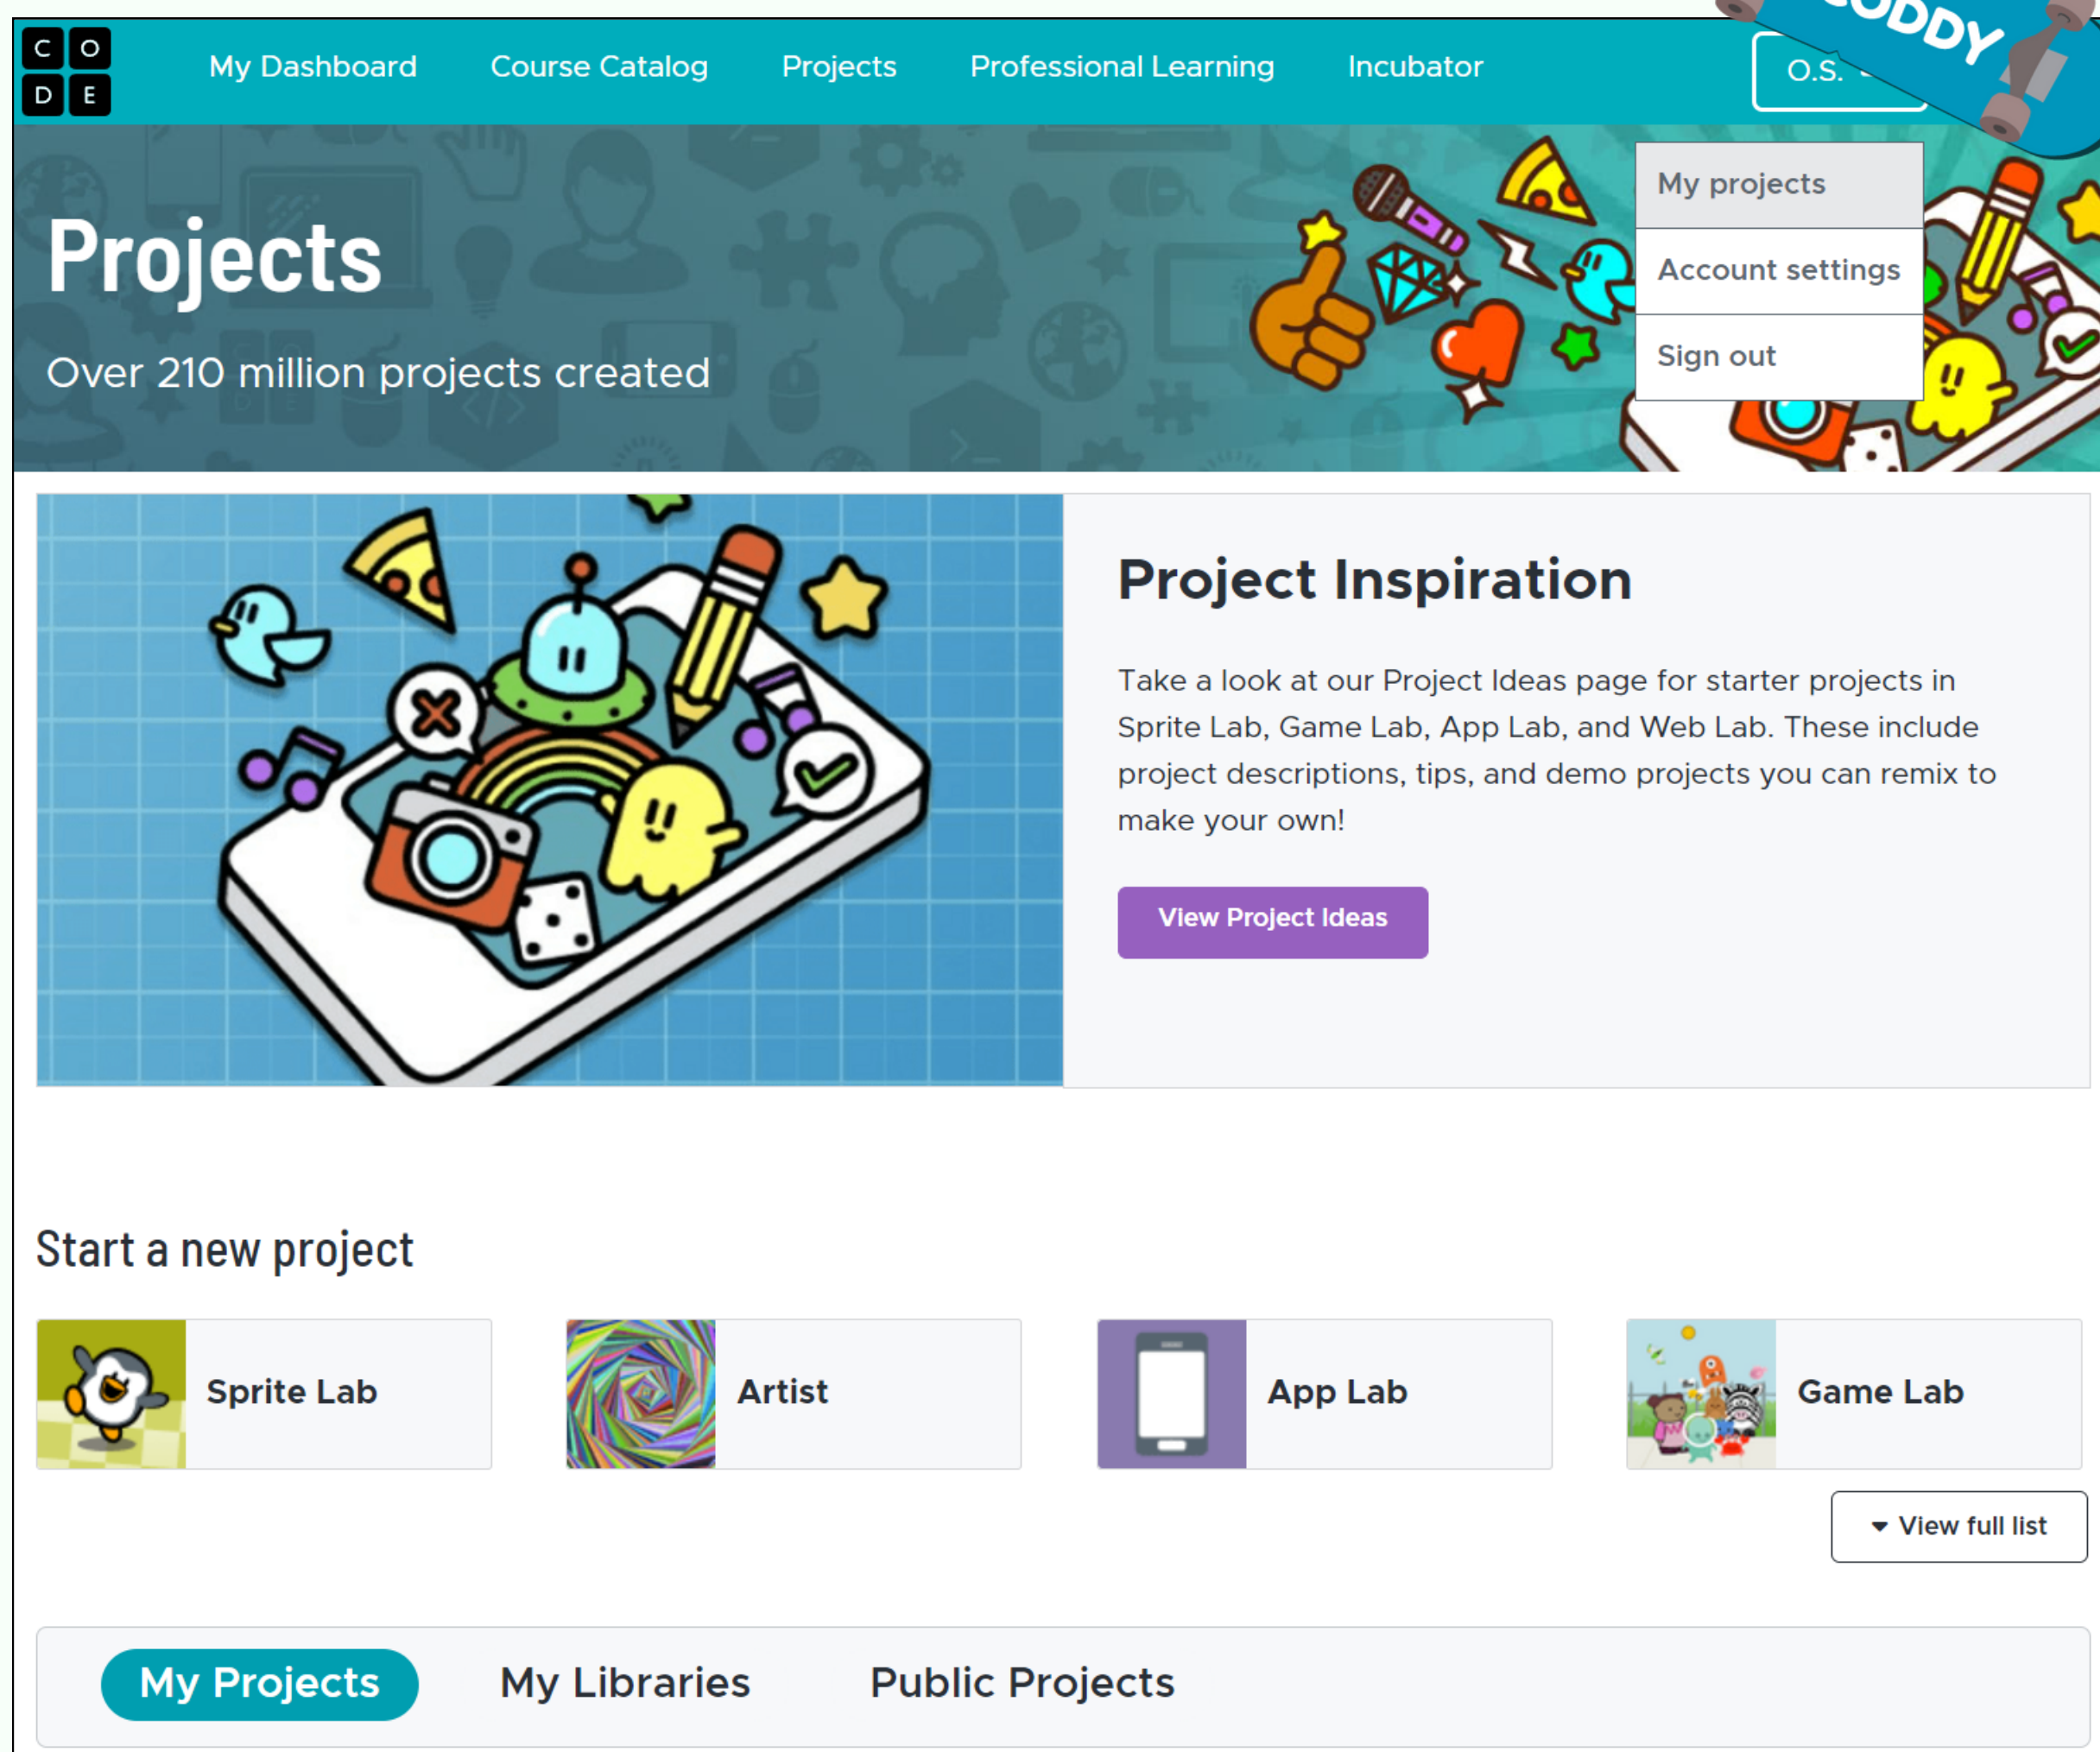 C O
D E
My Dashboard
Course Catalog
Projects
Professional Learning
Incubator
O.S.
CODDY
My projects
Account settings
Sign out
Projects
Over 210 million projects created
Project Inspiration
Take a look at our Project Ideas page for starter projects in
Sprite Lab, Game Lab, App Lab, and Web Lab. These include
project descriptions, tips, and demo projects you can remix to
make your own!
View Project Ideas
Start a new project
Sprite Lab
Artist
App Lab
Game Lab
View full list
My Projects
My Libraries
Public Projects